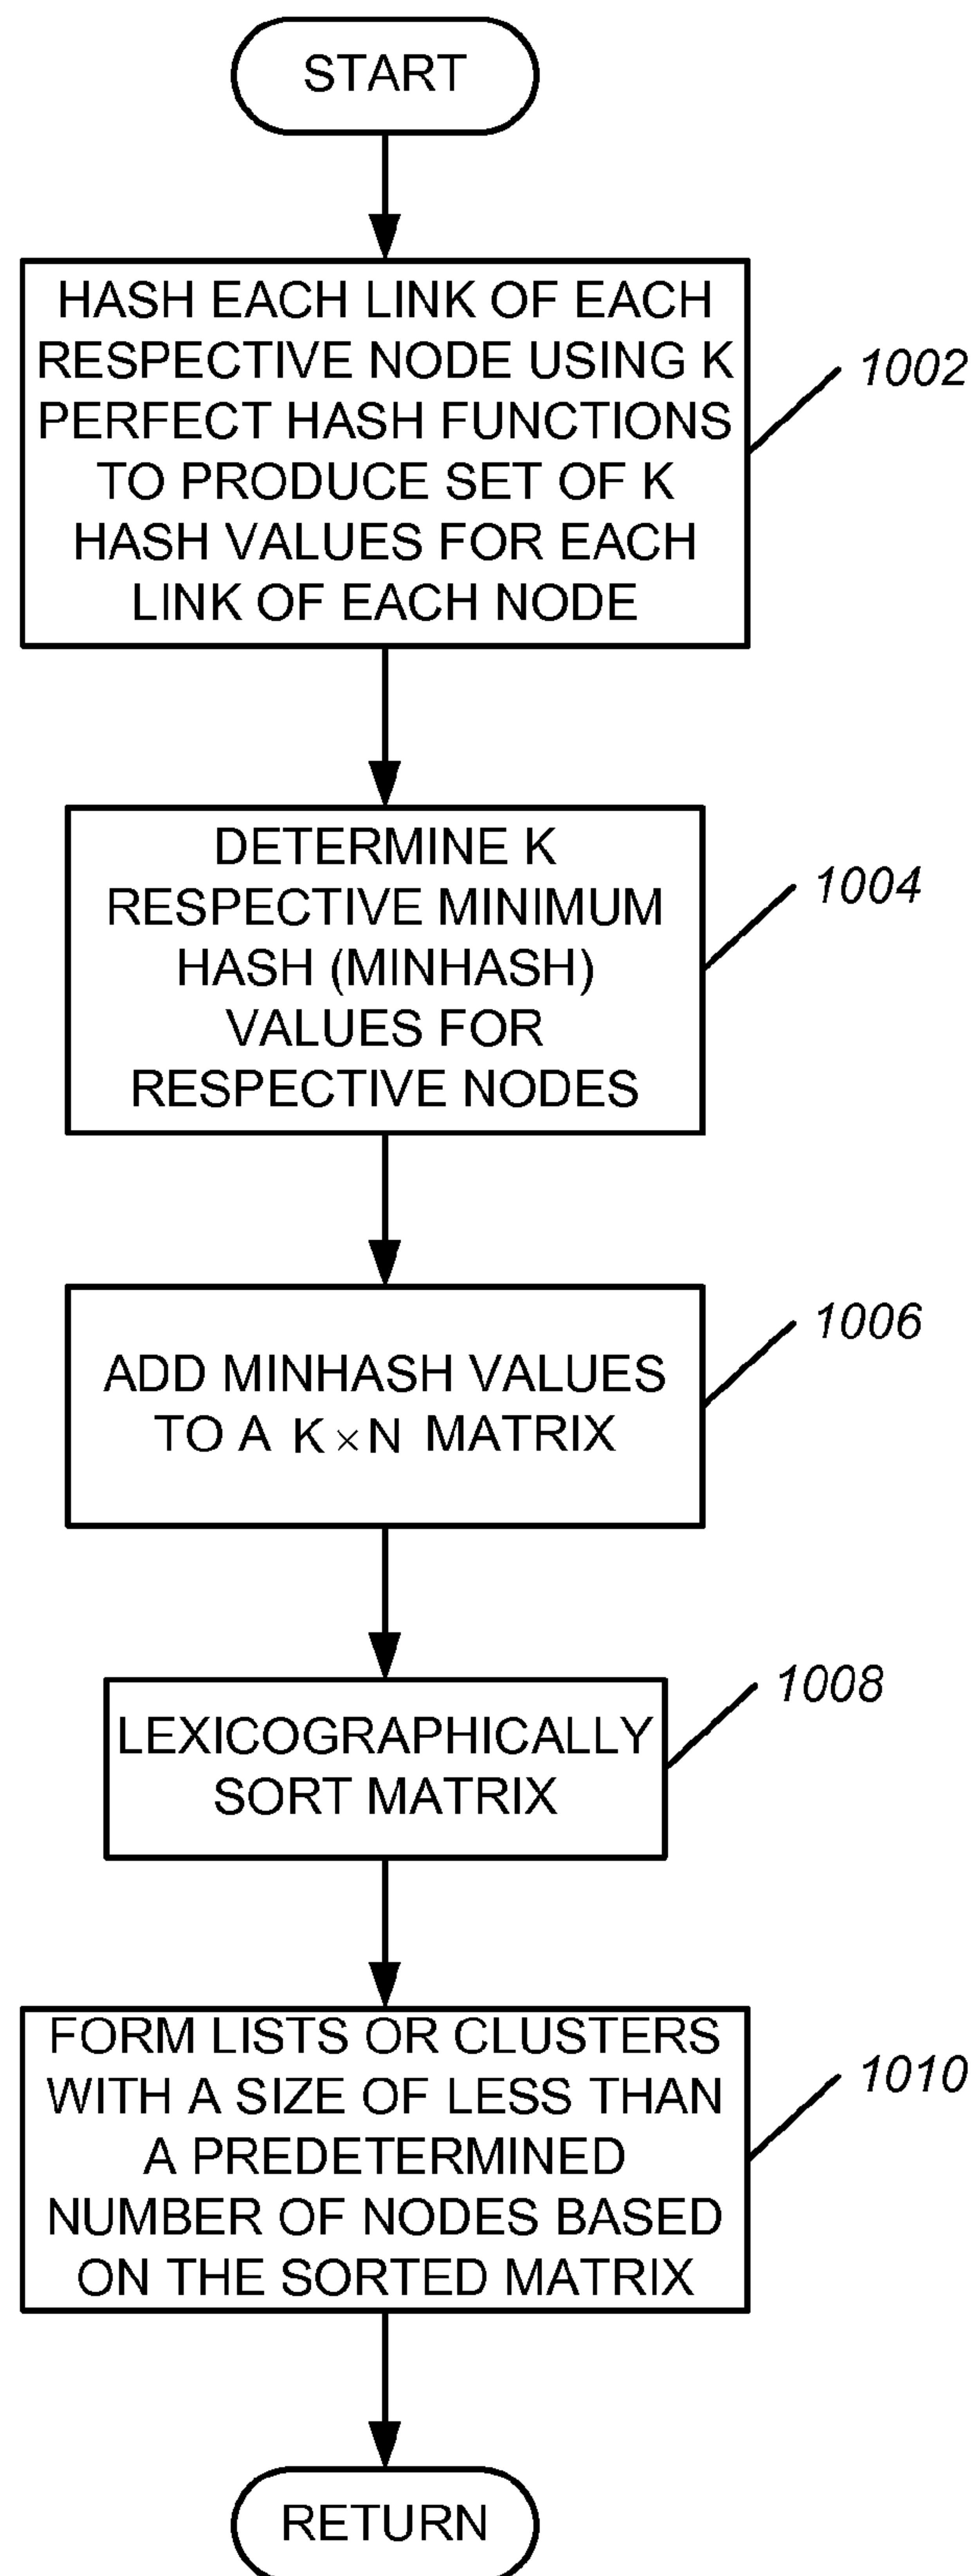 START
HASH EACH LINK OF EACH
RESPECTIVE NODE USING K
PERFECT HASH FUNCTIONS
TO PRODUCE SET OF K
HASH VALUES FOR EACH
LINK OF EACH NODE
1002
DETERMINE K
RESPECTIVE MINIMUM
HASH (MINHASH)
VALUES FOR
RESPECTIVE NODES
1004
ADD MINHASH VALUES
TO A K × N MATRIX
1006
LEXICOGRAPHICALLY
SORT MATRIX
1008
FORM LISTS OR CLUSTERS
WITH A SIZE OF LESS THAN
A PREDETERMINED
NUMBER OF NODES BASED
ON THE SORTED MATRIX
1010
RETURN